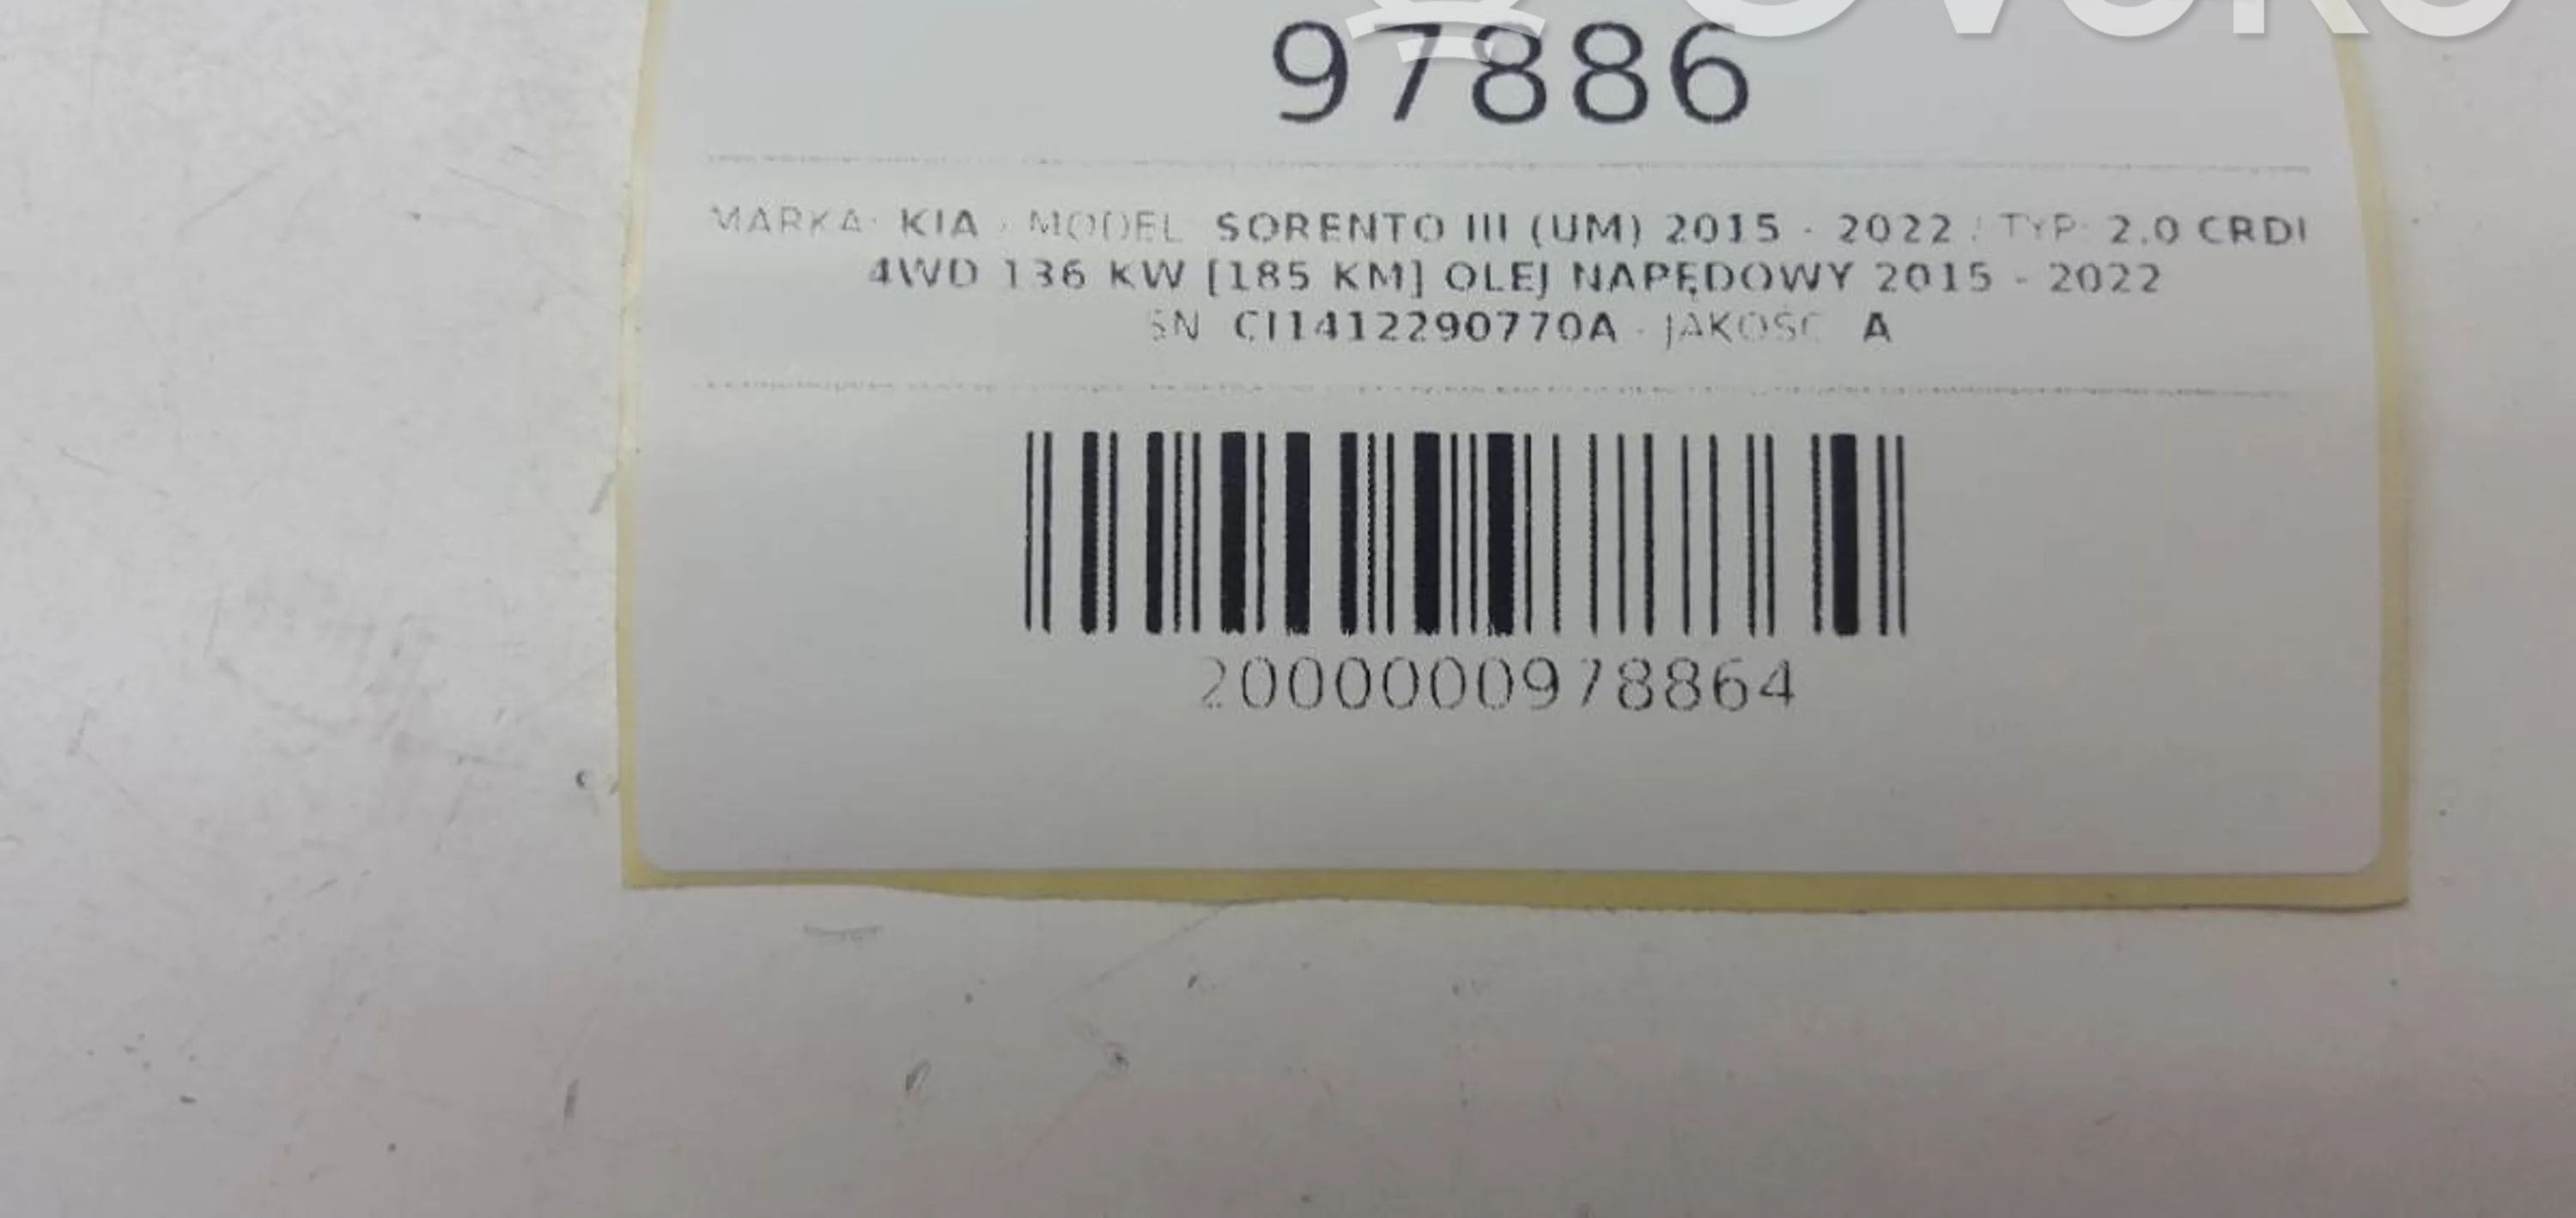 97886
MARKA: KIA · MODEL: SORENTO III (UM) 2015 - 2022 / TYP: 2.0 CRDI
4WD 136 KW [185 KM] OLEJ NAPĘDOWY 2015 - 2022
SN: CI1412290770A · JAKOŚĆ: A
2000000978864